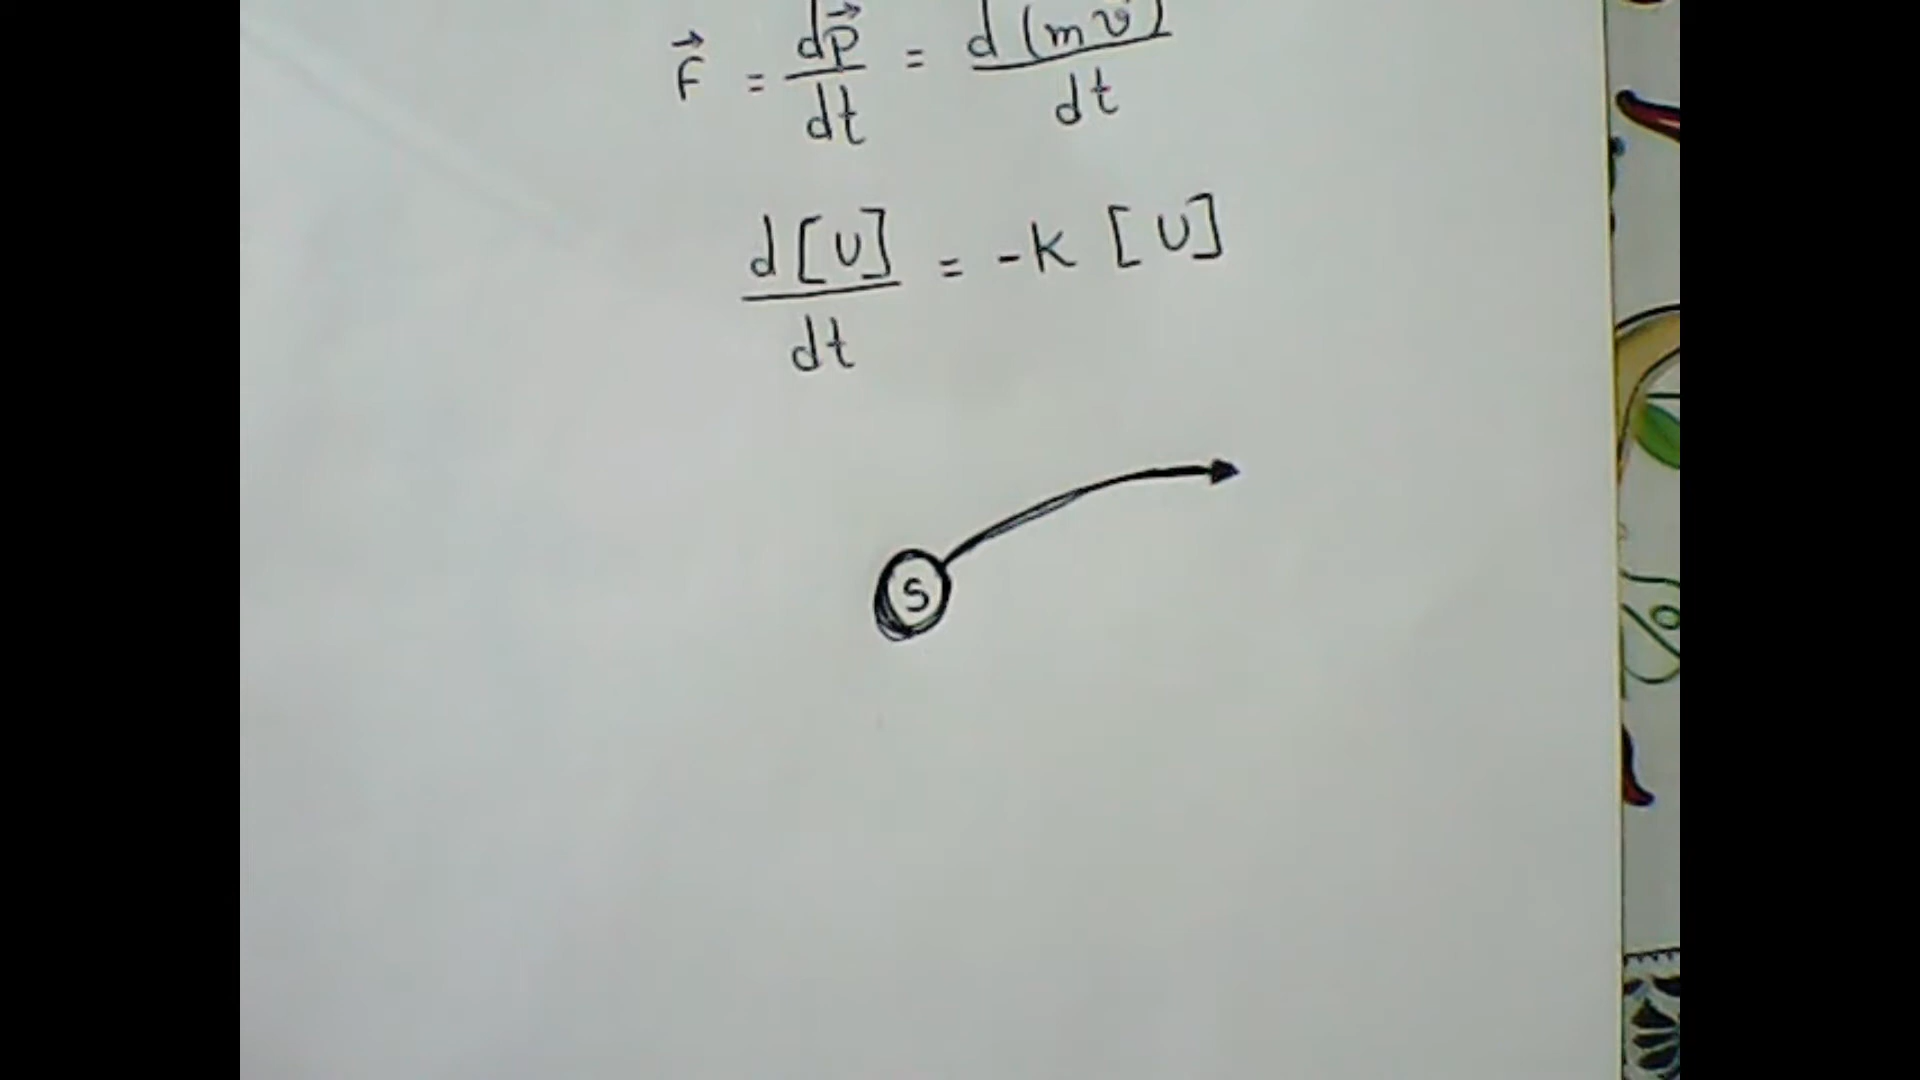 F⃗ = dp⃗/dt = d(mv)/dt
d[U]/dt = -K [U]
S